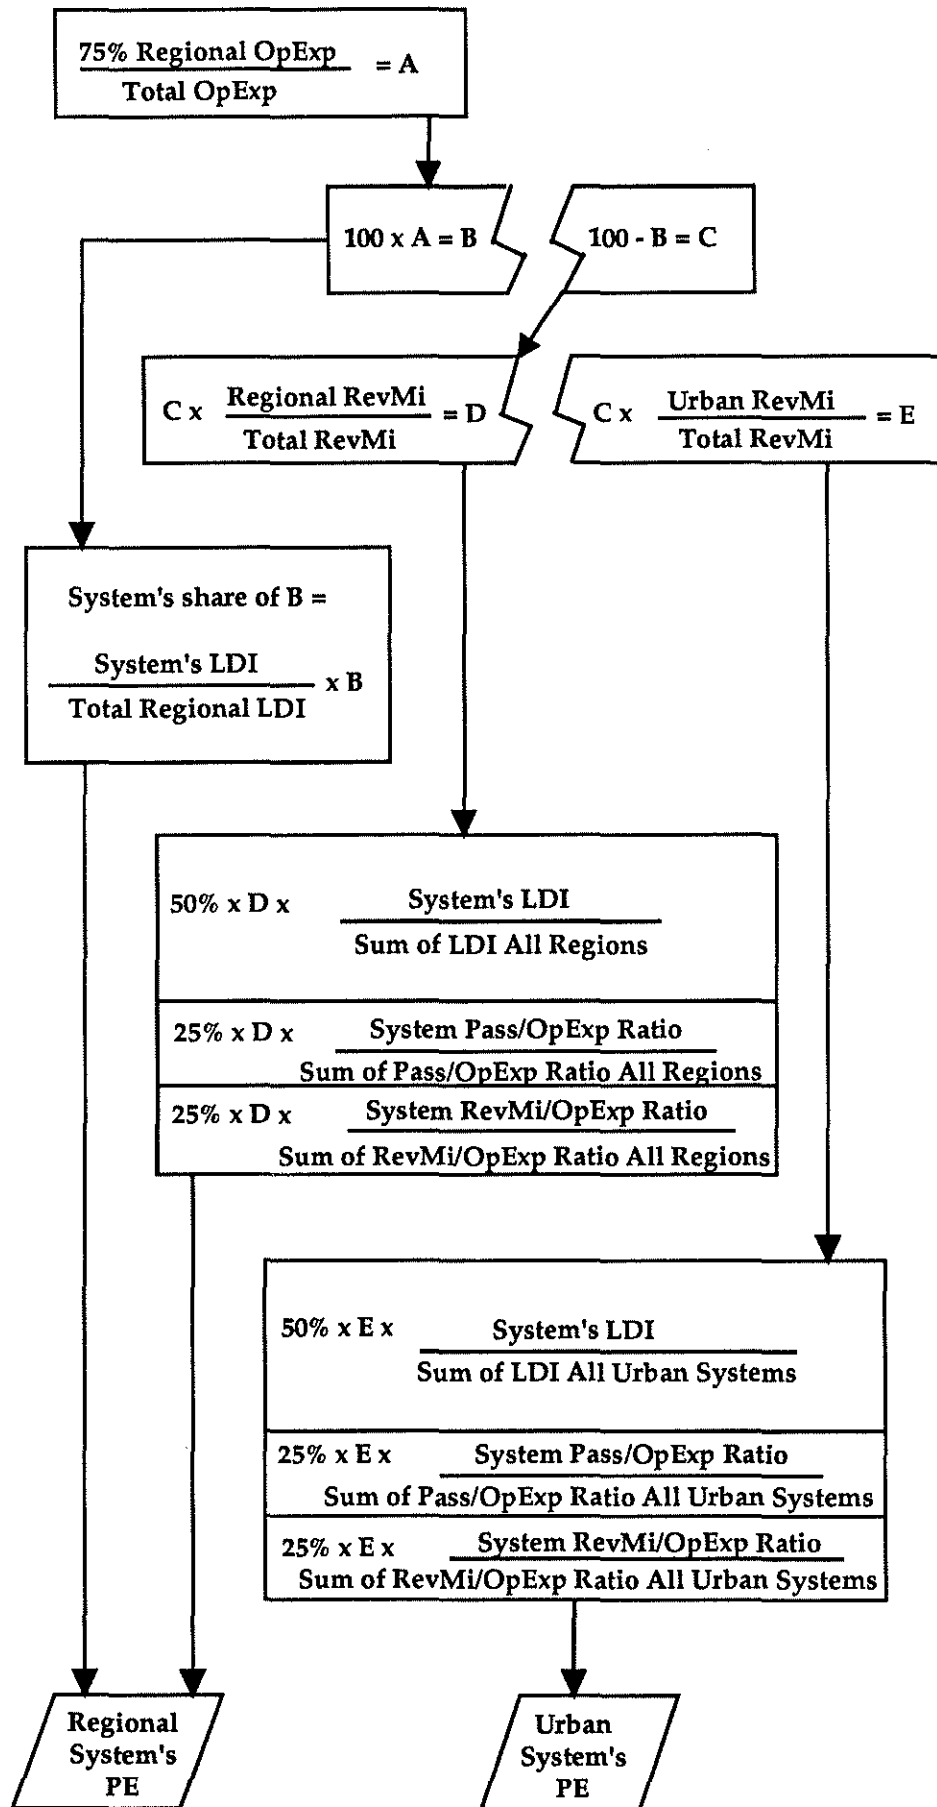 75% Regional OpExp
= A
Total OpExp
100 x A = B
100 - B = C
C x Regional RevMi = D
Total RevMi
C x Urban RevMi = E
Total RevMi
System's share of B =
System's LDI
x B
Total Regional LDI
50% x D x System's LDI
Sum of LDI All Regions
25% x D x System Pass/OpExp Ratio
Sum of Pass/OpExp Ratio All Regions
25% x D x System RevMi/OpExp Ratio
Sum of RevMi/OpExp Ratio All Regions
50% x E x System's LDI
Sum of LDI All Urban Systems
25% x E x System Pass/OpExp Ratio
Sum of Pass/OpExp Ratio All Urban Systems
25% x E x System RevMi/OpExp Ratio
Sum of RevMi/OpExp Ratio All Urban Systems
Regional
System's
PE
Urban
System's
PE